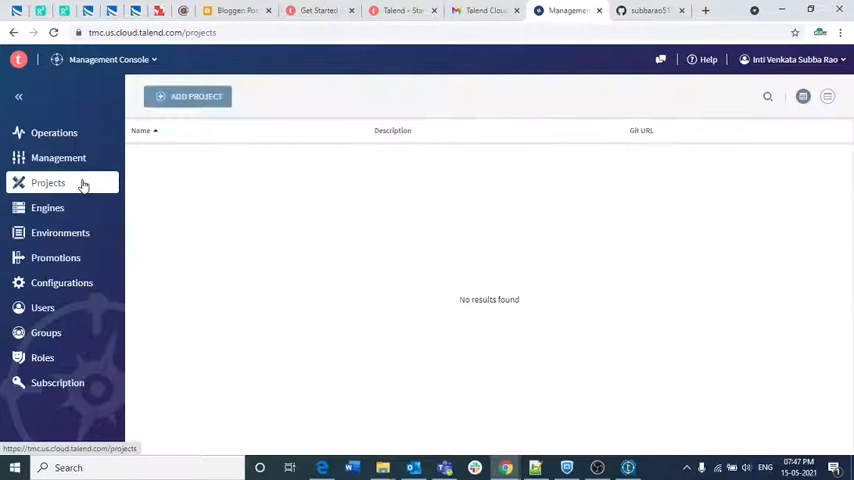 Blogger: Pos
Get Started
Talend - Sta
Talend Clou
Managemen
subbarao51
tmc.us.cloud.talend.com/projects
t
Management Console
Help
Inti Venkata Subba Rao
ADD PROJECT
Operations
Management
Projects
Engines
Environments
Promotions
Configurations
Users
Groups
Roles
Subscription
Name
Description
Git URL
No results found
https://tmc.us.cloud.talend.com/projects
Search
ENG
07:47 PM
15-05-2021